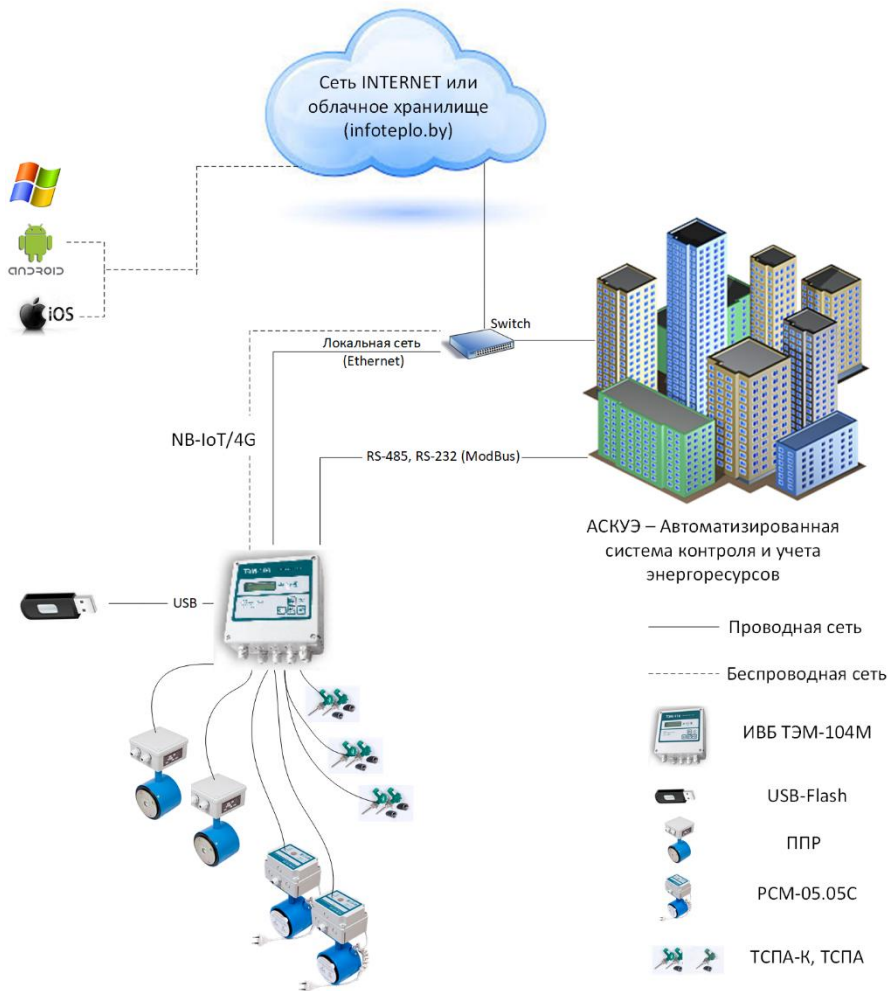 Сеть INTERNET или
облачное хранилище
(infoteplo.by)
ANDROID
iOS
Switch
Локальная сеть
(Ethernet)
NB-IoT/4G
RS-485, RS-232 (ModBus)
АСКУЭ – Автоматизированная
система контроля и учета
энергоресурсов
USB
Проводная сеть
Беспроводная сеть
ИВБ ТЭМ-104М
USB-Flash
ППР
РСМ-05.05С
ТСПА-К, ТСПА